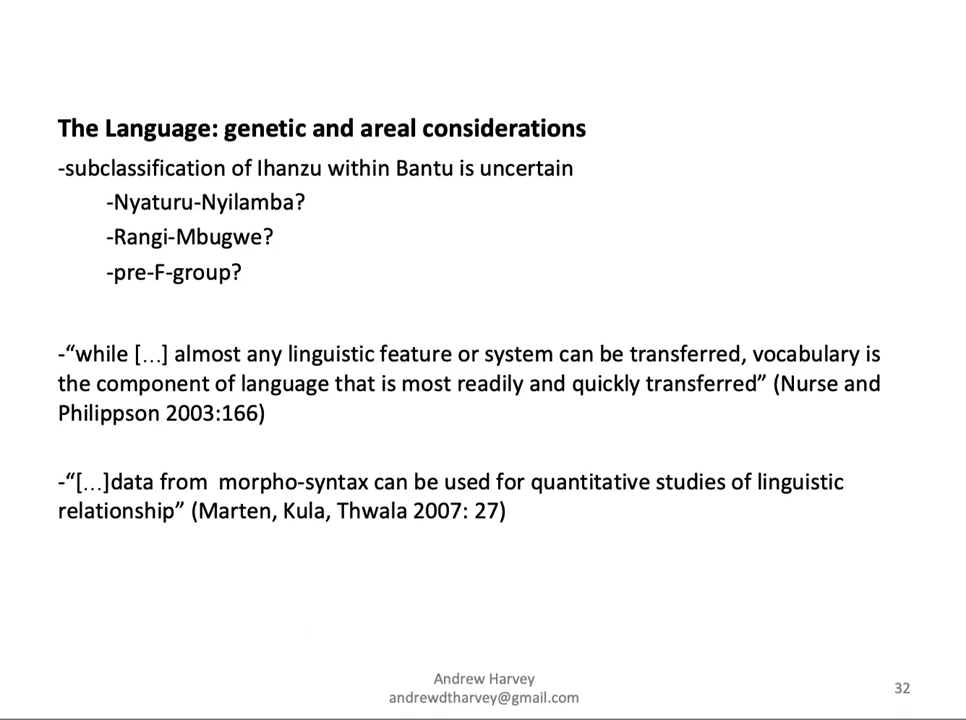 The Language: genetic and areal considerations
-subclassification of Ihanzu within Bantu is uncertain
-Nyaturu-Nyilamba?
-Rangi-Mbugwe?
-pre-F-group?
-“while […] almost any linguistic feature or system can be transferred, vocabulary is
the component of language that is most readily and quickly transferred” (Nurse and
Philippson 2003:166)
-“[…]data from  morpho-syntax can be used for quantitative studies of linguistic
relationship” (Marten, Kula, Thwala 2007: 27)
Andrew Harvey
andrewdtharvey@gmail.com
32